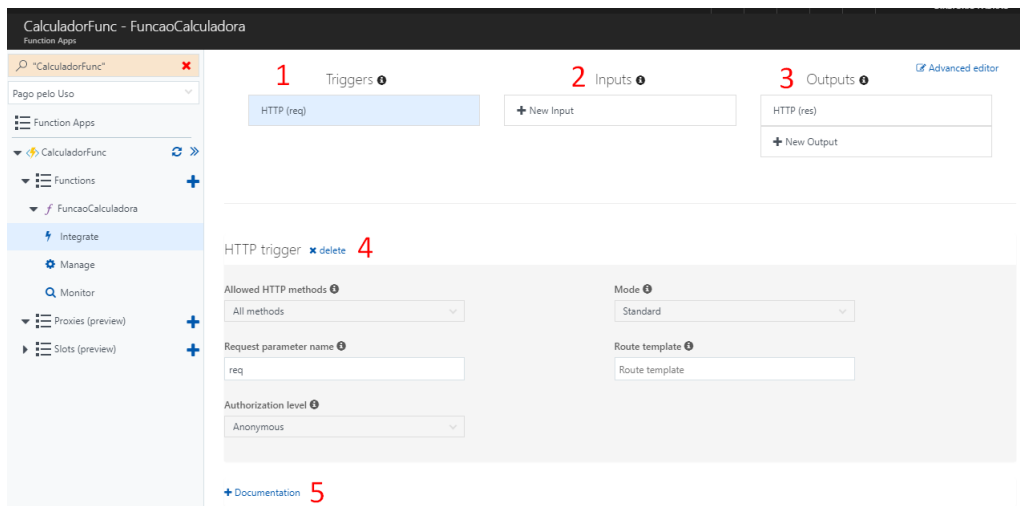 CalculadorFunc - FuncaoCalculadora
Function Apps
"CalculadorFunc"
Pago pelo Uso
Function Apps
CalculadorFunc
Functions
FuncaoCalculadora
Integrate
Manage
Monitor
Proxies (preview)
Slots (preview)
1 Triggers
HTTP (req)
2 Inputs
New Input
3 Outputs
HTTP (res)
New Output
Advanced editor
HTTP trigger delete 4
Allowed HTTP methods
All methods
Mode
Standard
Request parameter name
req
Route template
Route template
Authorization level
Anonymous
Documentation 5